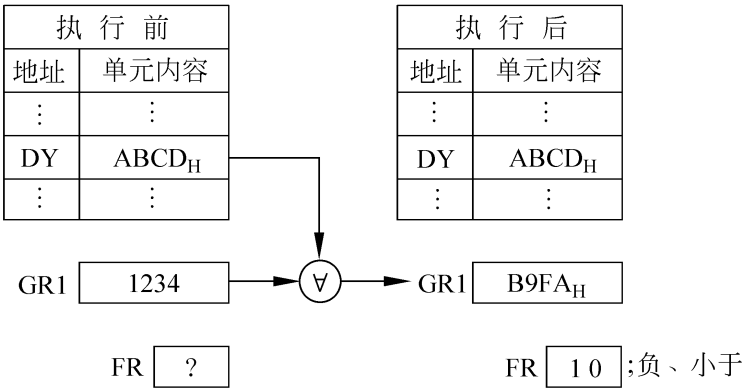 执 行 前
地址 单元内容
⋮ ⋮
DY ABCDH
⋮ ⋮
GR1 1234
FR ?
∀
执 行 后
地址 单元内容
⋮ ⋮
DY ABCDH
⋮ ⋮
GR1 B9FAH
FR 1 0 ;负、小于